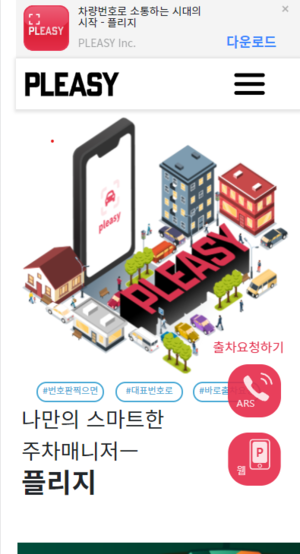 차량번호로 소통하는 시대의
시작 - 플리지
PLEASY
PLEASY Inc.
다운로드
PLEASY
pleasy
PLEASY
출차요청하기
#번호판찍으면
#대표번호로
#바로출
ARS
P
웹
나만의 스마트한
주차매니저ㅡ
플리지